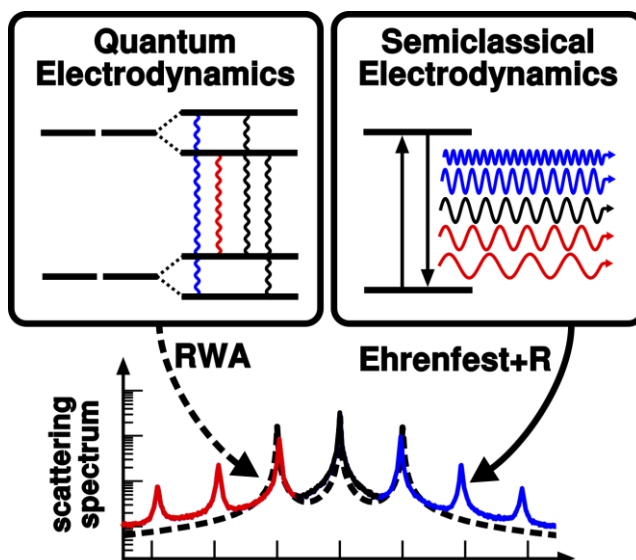 Quantum
Electrodynamics
Semiclassical
Electrodynamics
RWA
Ehrenfest+R
scattering
spectrum